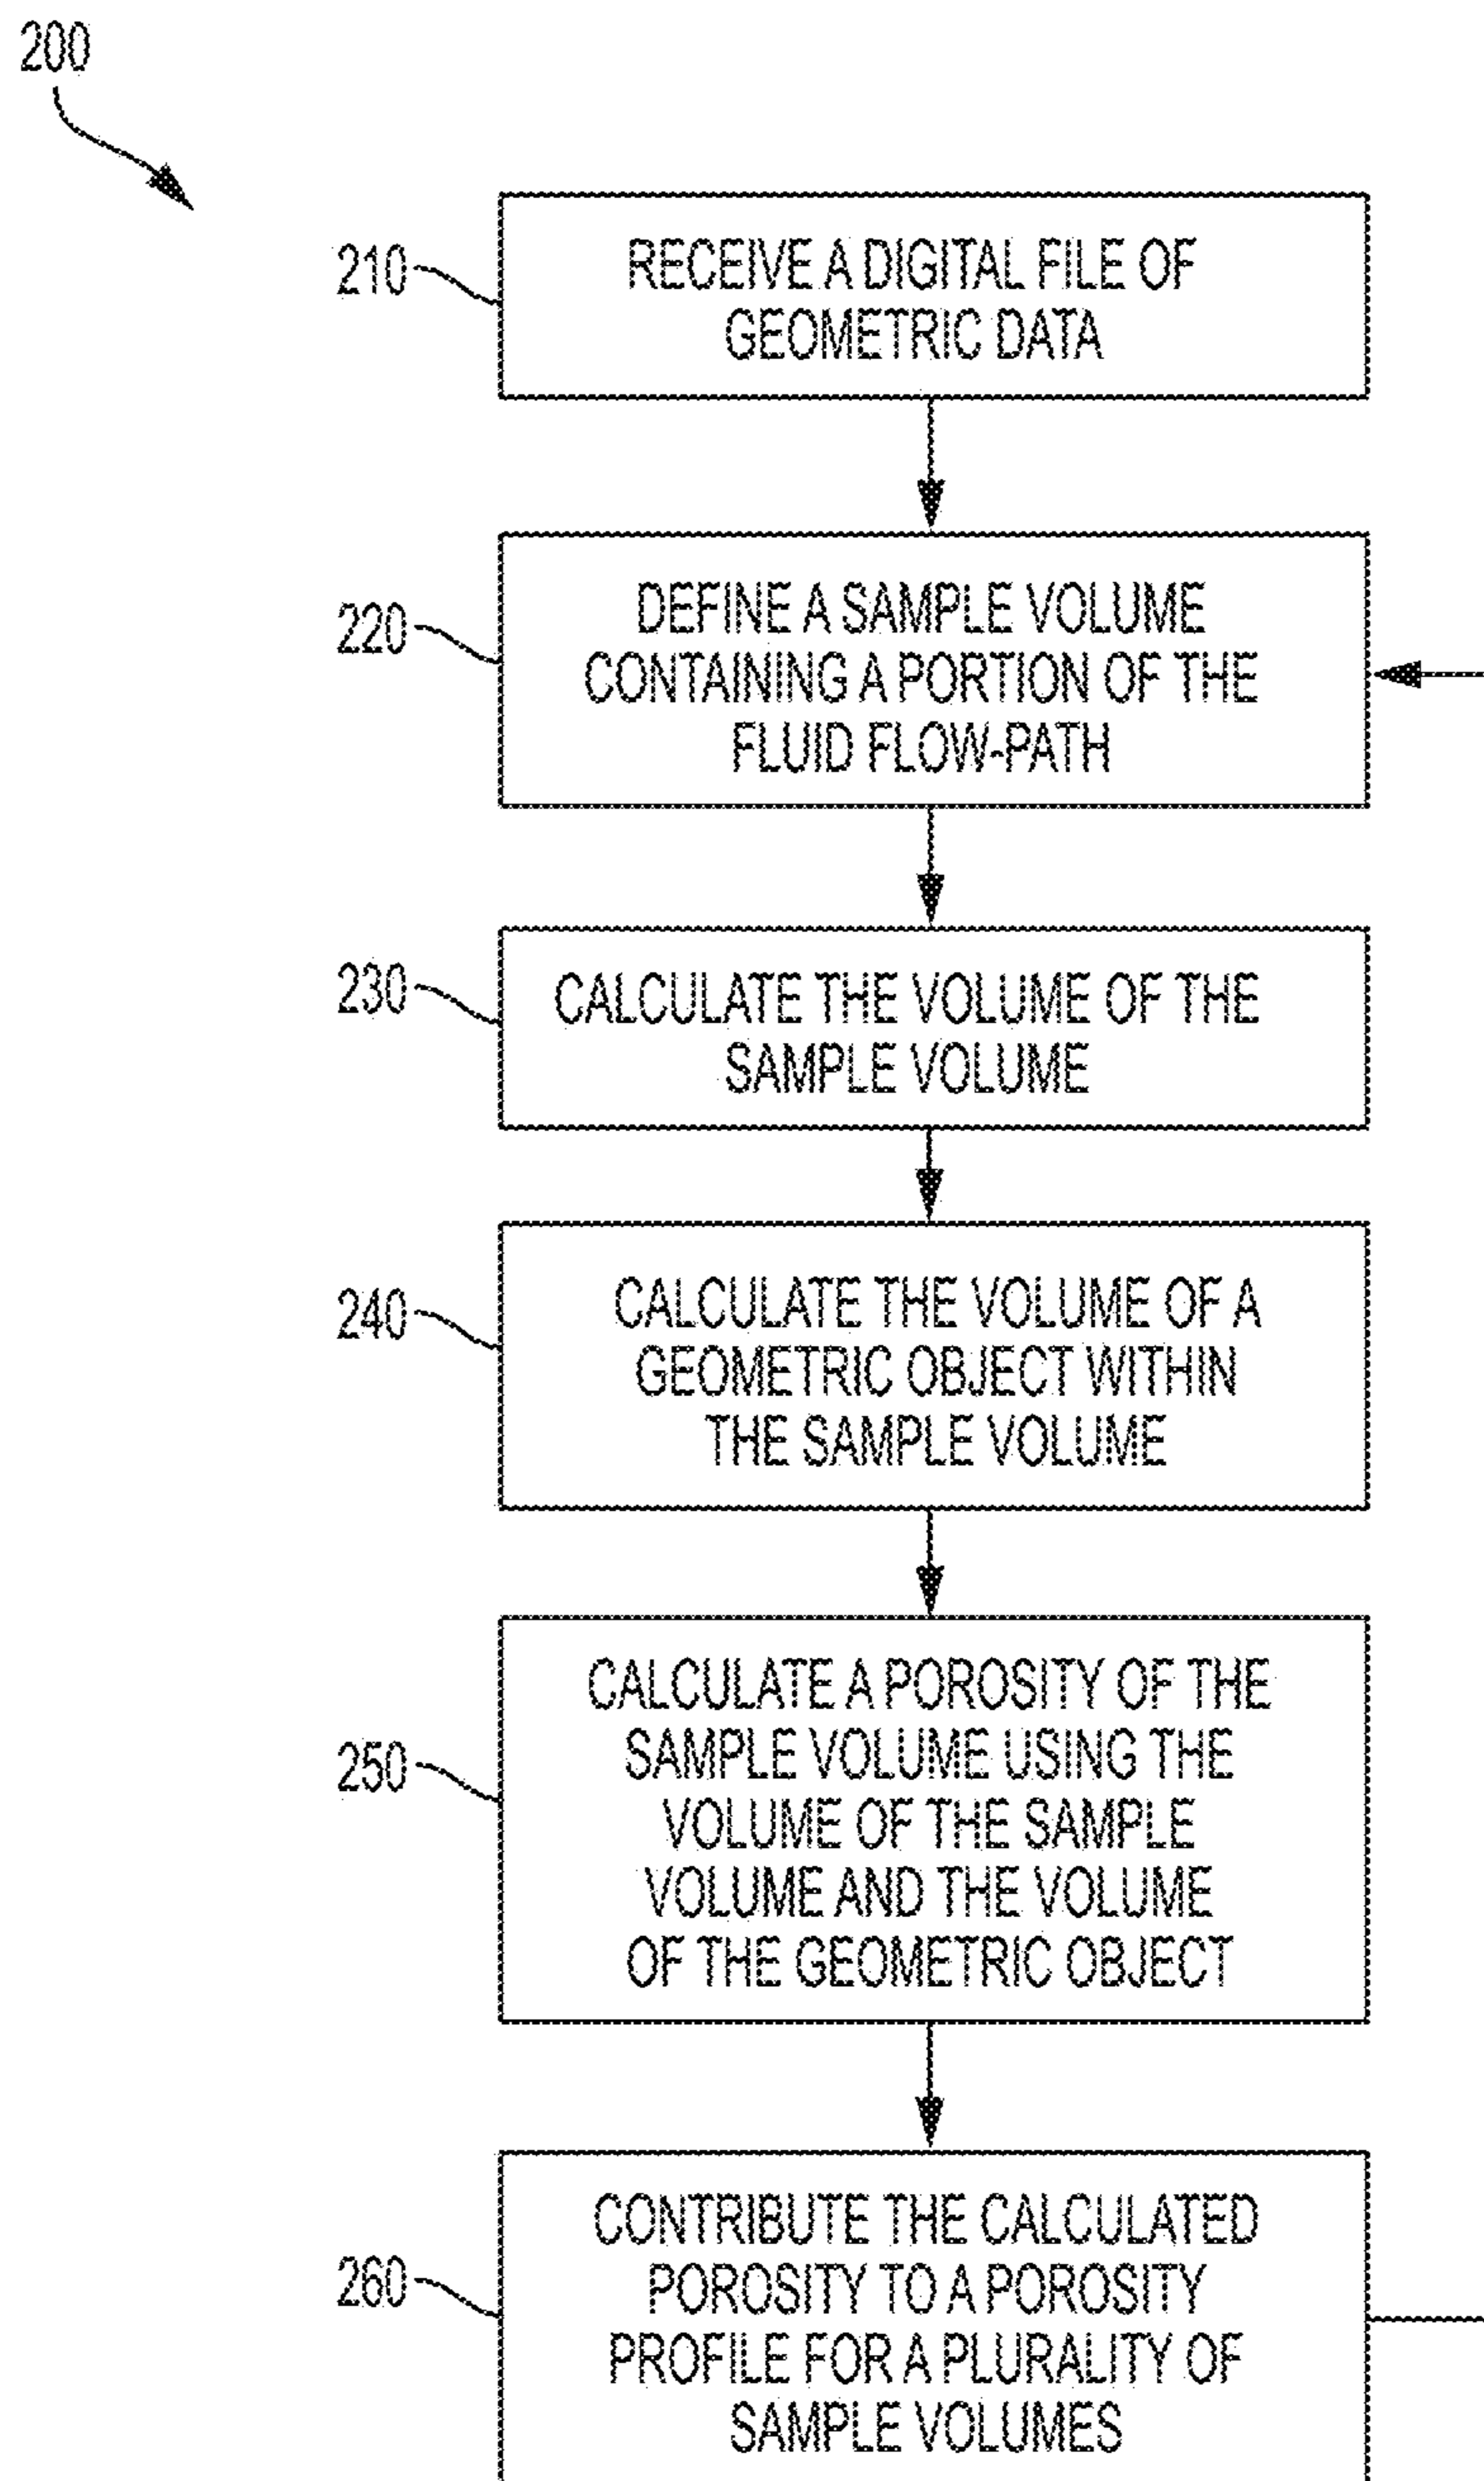 200
210
RECEIVE A DIGITAL FILE OF
GEOMETRIC DATA
220
DEFINE A SAMPLE VOLUME
CONTAINING A PORTION OF THE
FLUID FLOW-PATH
230
CALCULATE THE VOLUME OF THE
SAMPLE VOLUME
240
CALCULATE THE VOLUME OF A
GEOMETRIC OBJECT WITHIN
THE SAMPLE VOLUME
250
CALCULATE A POROSITY OF THE
SAMPLE VOLUME USING THE
VOLUME OF THE SAMPLE
VOLUME AND THE VOLUME
OF THE GEOMETRIC OBJECT
260
CONTRIBUTE THE CALCULATED
POROSITY TO A POROSITY
PROFILE FOR A PLURALITY OF
SAMPLE VOLUMES